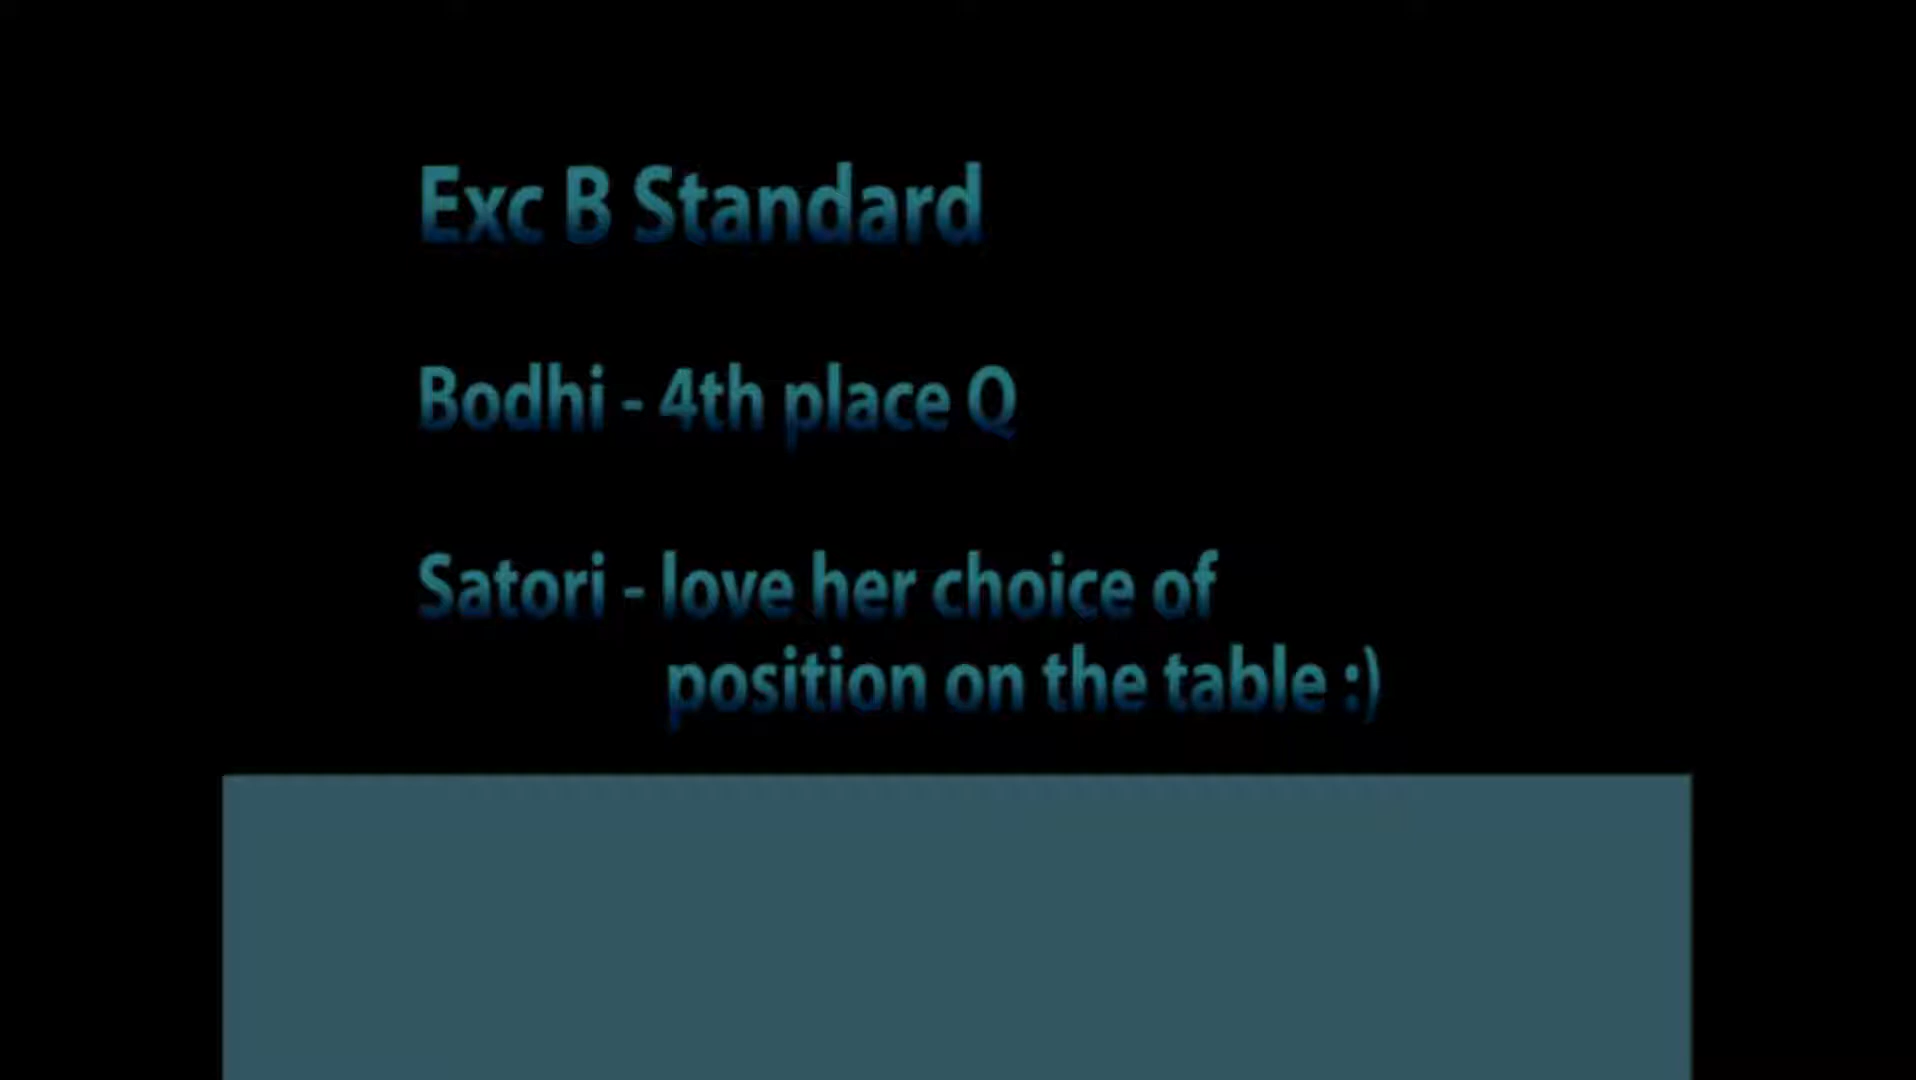 Exc B Standard
Bodhi - 4th place Q
Satori - love her choice of
position on the table :)